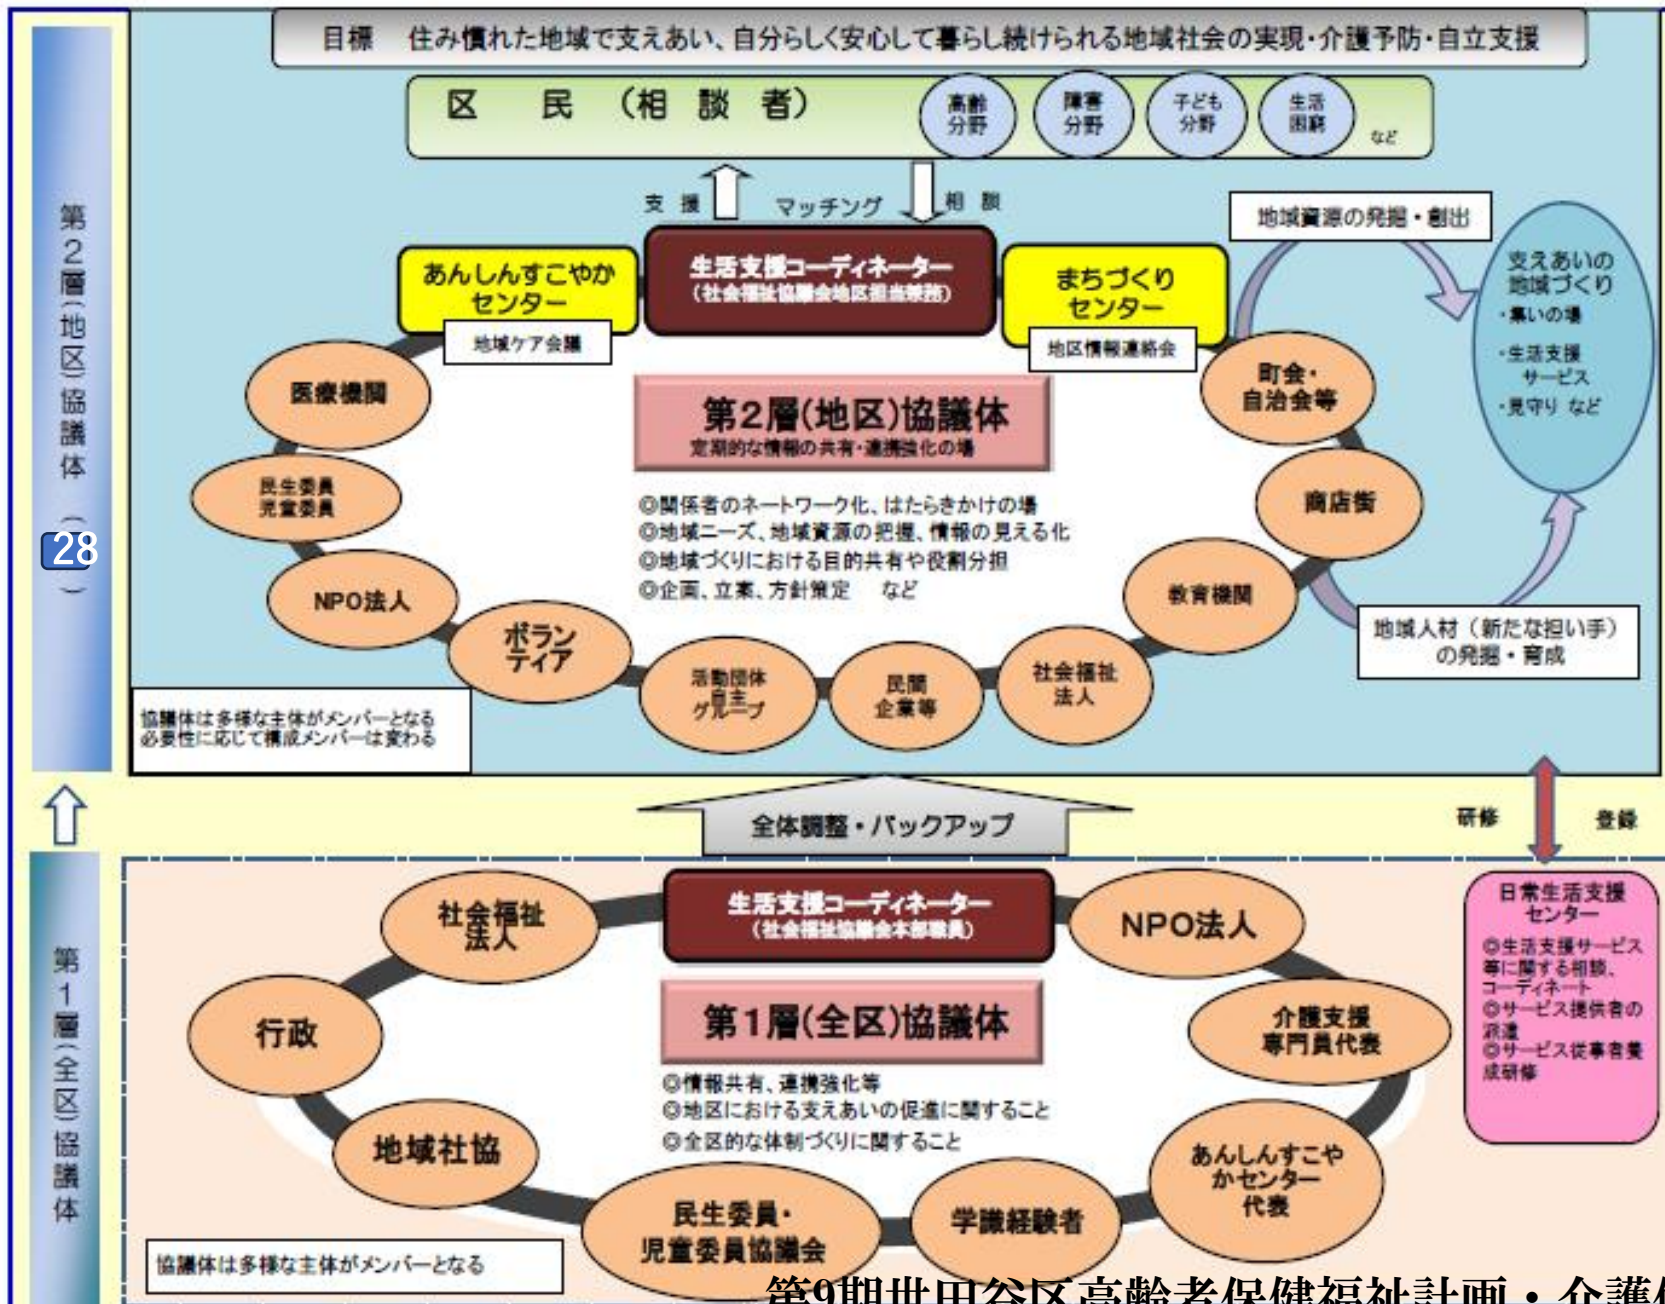 目標 住み慣れた地域で支えあい、自分らしく安心して暮らし続けられる地域社会の実現・介護予防・自立支援
区 民 (相 談 者)
高齢
分野
障害
分野
子ども
分野
生活
困窮
など
支 援
マッチング
相 談
第2層(地区)協議体 (28)
あんしんすこやか
センター
地域ケア会議
生活支援コーディネーター
(社会福祉協議会地区担当兼務)
まちづくり
センター
地区情報連絡会
地域資源の発掘・創出
支えあいの
地域づくり
・集いの場
・生活支援
サービス
・見守り など
医療機関
民生委員
児童委員
NPO法人
ボラン
ティア
活動団体
自主
グループ
民間
企業等
社会福祉
法人
教育機関
商店街
町会・
自治会等
第2層(地区)協議体
定期的な情報の共有・連携強化の場
◎関係者のネットワーク化、はたらきかけの場
◎地域ニーズ、地域資源の把握、情報の見える化
◎地域づくりにおける目的共有や役割分担
◎企画、立案、方針策定 など
地域人材(新たな担い手)
の発掘・育成
協議体は多様な主体がメンバーとなる
必要性に応じて構成メンバーは変わる
全体調整・バックアップ
研修
登録
第1層(全区)協議体
社会福祉
法人
生活支援コーディネーター
(社会福祉協議会本部職員)
NPO法人
行政
介護支援
専門員代表
地域社協
あんしんすこや
かセンター
代表
民生委員・
児童委員協議会
学識経験者
第1層(全区)協議体
◎情報共有、連携強化等
◎地区における支えあいの促進に関すること
◎全区的な体制づくりに関すること
日常生活支援
センター
◎生活支援サービス
等に関する相談、
コーディネート
◎サービス提供者の
派遣
◎サービス従事者養
成研修
協議体は多様な主体がメンバーとなる
第9期世田谷区高齢者保健福祉計画・介護